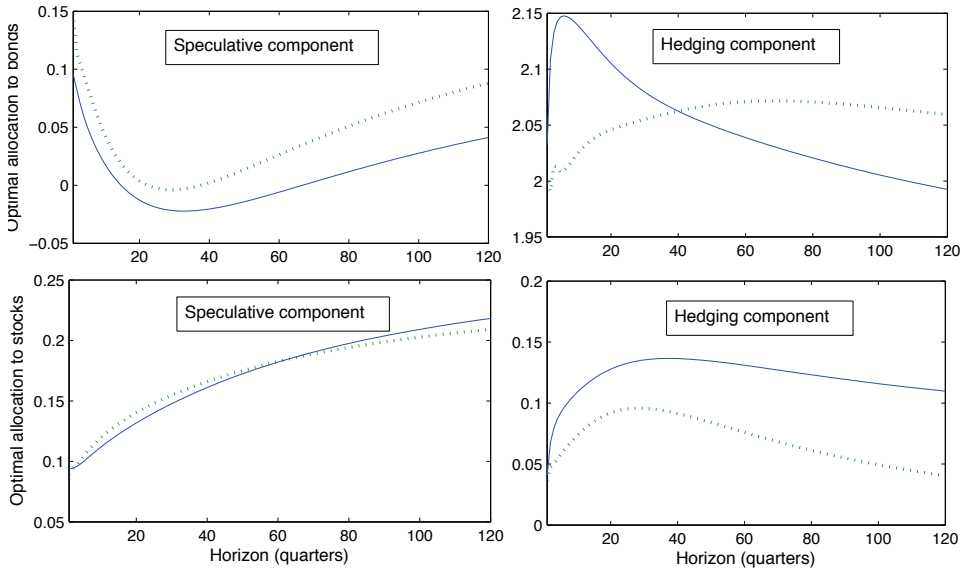 Optimal allocation to bonds
0.15
0.1
0.05
0
−0.05
Speculative component
20 40 60 80 100 120
2.15
2.1
2.05
2
1.95
Hedging component
20 40 60 80 100 120
Optimal allocation to stocks
0.25
0.2
0.15
0.1
0.05
Speculative component
20 40 60 80 100 120
Horizon (quarters)
0.2
0.15
0.1
0.05
0
Hedging component
20 40 60 80 100 120
Horizon (quarters)